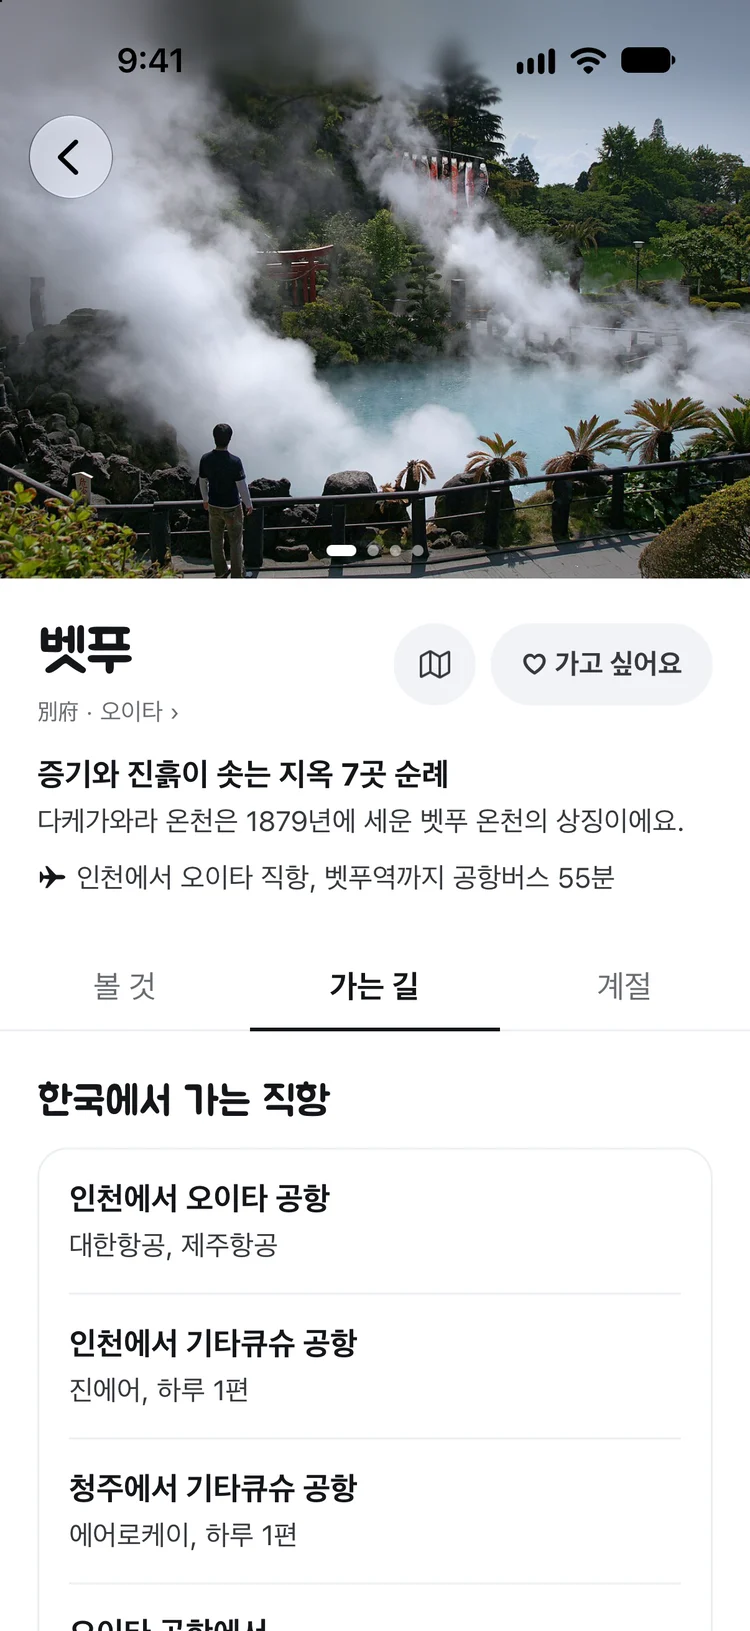 9:41
벳푸
가고 싶어요
別府 · 오이타 ›
증기와 진흙이 솟는 지옥 7곳 순례
다케가와라 온천은 1879년에 세운 벳푸 온천의 상징이에요.
인천에서 오이타 직항, 벳푸역까지 공항버스 55분
볼 것
가는 길
계절
한국에서 가는 직항
인천에서 오이타 공항
대한항공, 제주항공
인천에서 기타큐슈 공항
진에어, 하루 1편
청주에서 기타큐슈 공항
에어로케이, 하루 1편
오이타 공항에서